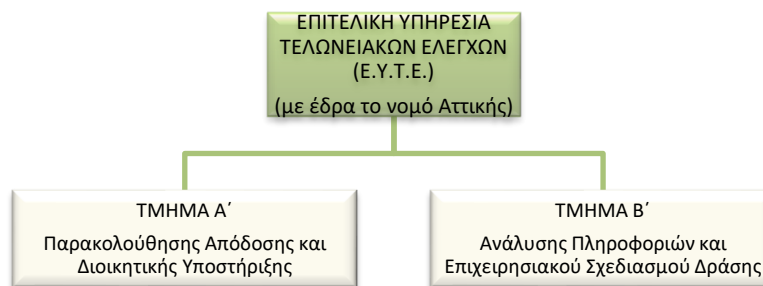 ΕΠΙΤΕΛΙΚΗ ΥΠΗΡΕΣΙΑ
ΤΕΛΩΝΕΙΑΚΩΝ ΕΛΕΓΧΩΝ
(Ε.Υ.Τ.Ε.)
(με έδρα το νομό Αττικής)
ΤΜΗΜΑ Α΄
Παρακολούθησης Απόδοσης και
Διοικητικής Υποστήριξης
ΤΜΗΜΑ Β΄
Ανάλυσης Πληροφοριών και
Επιχειρησιακού Σχεδιασμού Δράσης